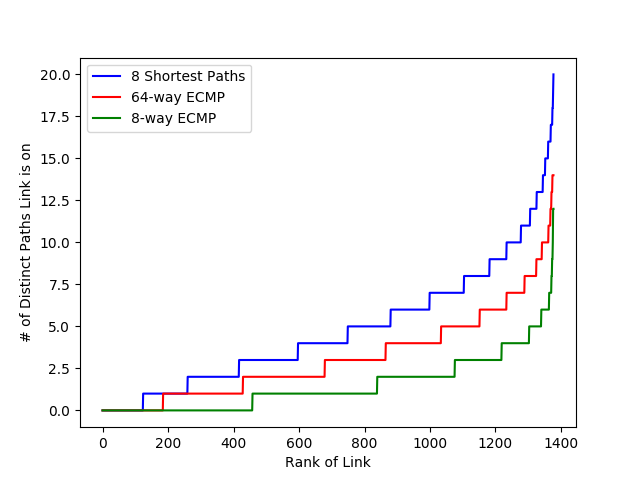 8 Shortest Paths
64-way ECMP
8-way ECMP
# of Distinct Paths Link is on
20.0
17.5
15.0
12.5
10.0
7.5
5.0
2.5
0.0
0 200 400 600 800 1000 1200 1400
Rank of Link